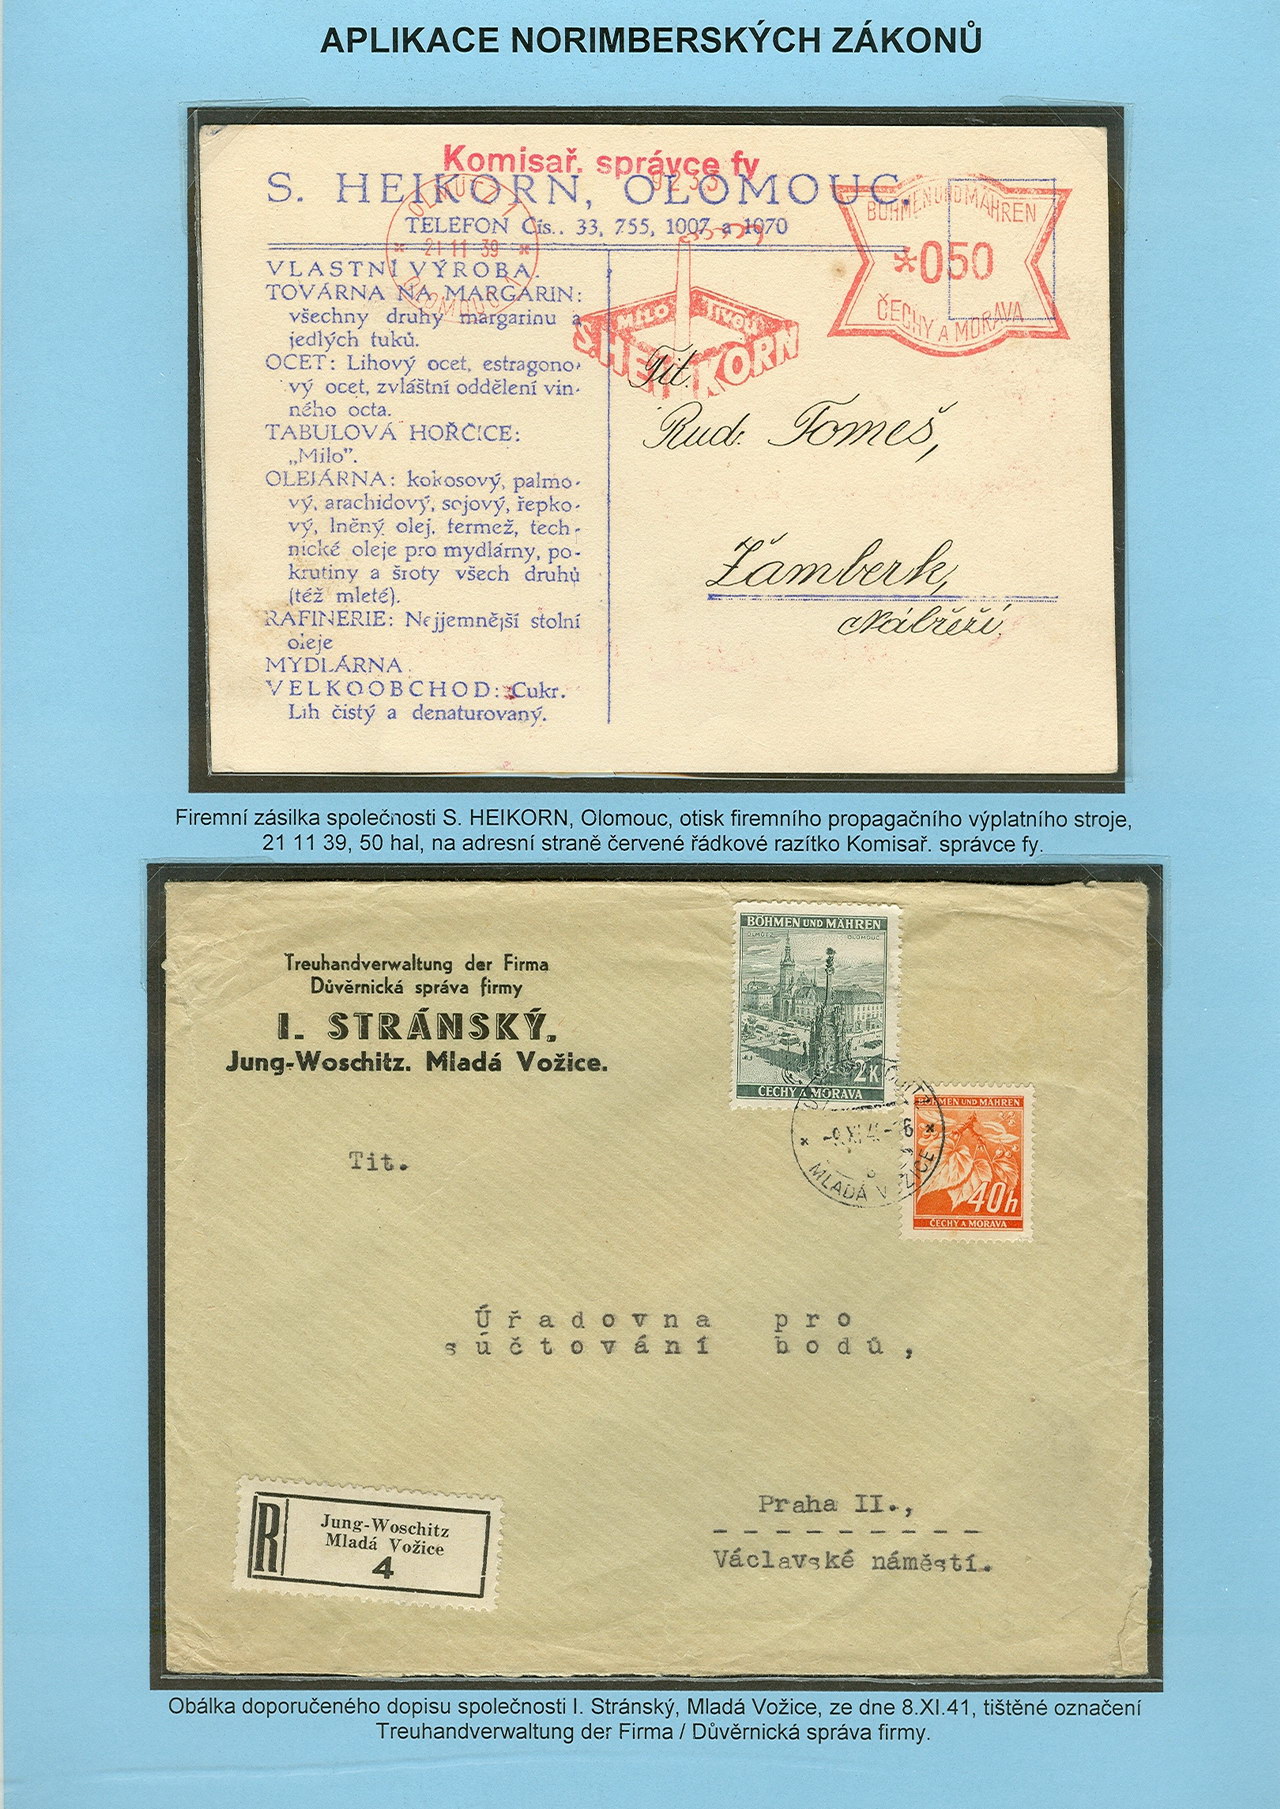 APLIKACE NORIMBERSKÝCH ZÁKONŮ
Komisař. správce fy
S. HEIKORN, OLOMOUC.
TELEFON Čis.. 33, 755, 1007 a 1070
OLMÜTZ 1
* 21 11 39 *
OLOMOUC 1
BÖHMEN UND MÄHREN
*050
ČECHY A MORAVA
MILO
S. HEIKORN
VLASTNÍ VÝROBA.
TOVÁRNA NA MARGARIN:
všechny druhy margarinu a
jedlých tuků.
OCET: Lihový ocet, estragono-
vý ocet, zvláštní oddělení vin-
ného octa.
TABULOVÁ HOŘČICE:
„Milo”.
OLEJÁRNA: kokosový, palmo-
vý, arachidový, sojový, řepko-
vý, lněný olej, fermež, tech-
nické oleje pro mydlárny, po-
krutiny a šroty všech druhů
(též mleté).
RAFINERIE: Nejjemnější stolní
oleje
MYDLÁRNA.
VELKOOBCHOD: Cukr.
Líh čistý a denaturovaný.
Tit.
Rud. Tomeš,
Žamberk,
Nábřeží.
Firemní zásilka společnosti S. HEIKORN, Olomouc, otisk firemního propagačního výplatního stroje,
21 11 39, 50 hal, na adresní straně červené řádkové razítko Komisař. správce fy.
Treuhandverwaltung der Firma
Důvěrnická správa firmy
I. STRÁNSKÝ.
Jung-Woschitz. Mladá Vožice.
BÖHMEN UND MÄHREN
OLMÜTZ OLOMOUC
2K
ČECHY A MORAVA
MLADÁ VOŽICE
BÖHMEN UND MÄHREN
40h
ČECHY A MORAVA
Tit.
Úřadovna pro
súčtování bodů,
Praha II.,
Václavské náměstí.
R
Jung-Woschitz
Mladá Vožice
4
Obálka doporučeného dopisu společnosti I. Stránský, Mladá Vožice, ze dne 8.XI.41, tištěné označení
Treuhandverwaltung der Firma / Důvěrnická správa firmy.